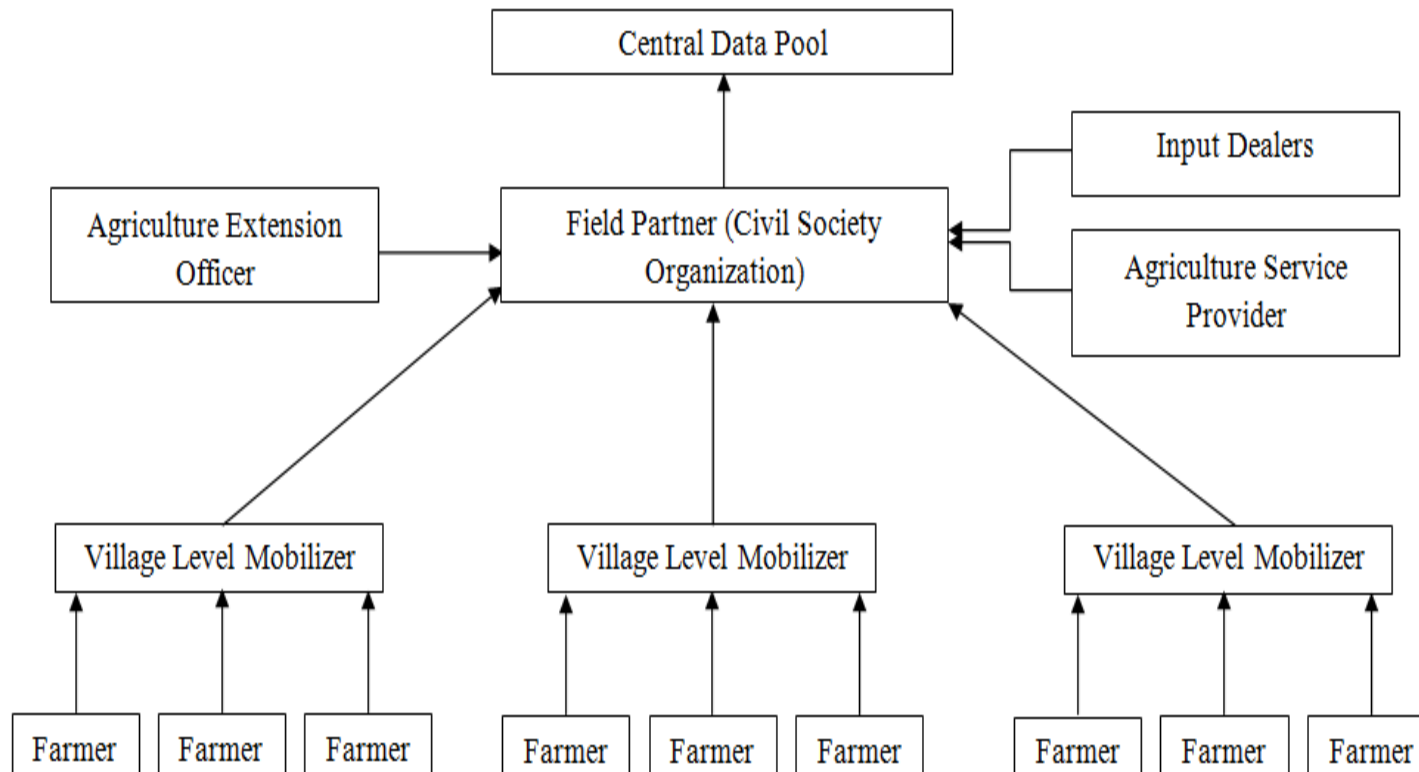 Central Data Pool
Input Dealers
Agriculture Extension
Officer
Field Partner (Civil Society
Organization)
Agriculture Service
Provider
Village Level Mobilizer
Village Level Mobilizer
Village Level Mobilizer
Farmer
Farmer
Farmer
Farmer
Farmer
Farmer
Farmer
Farmer
Farmer